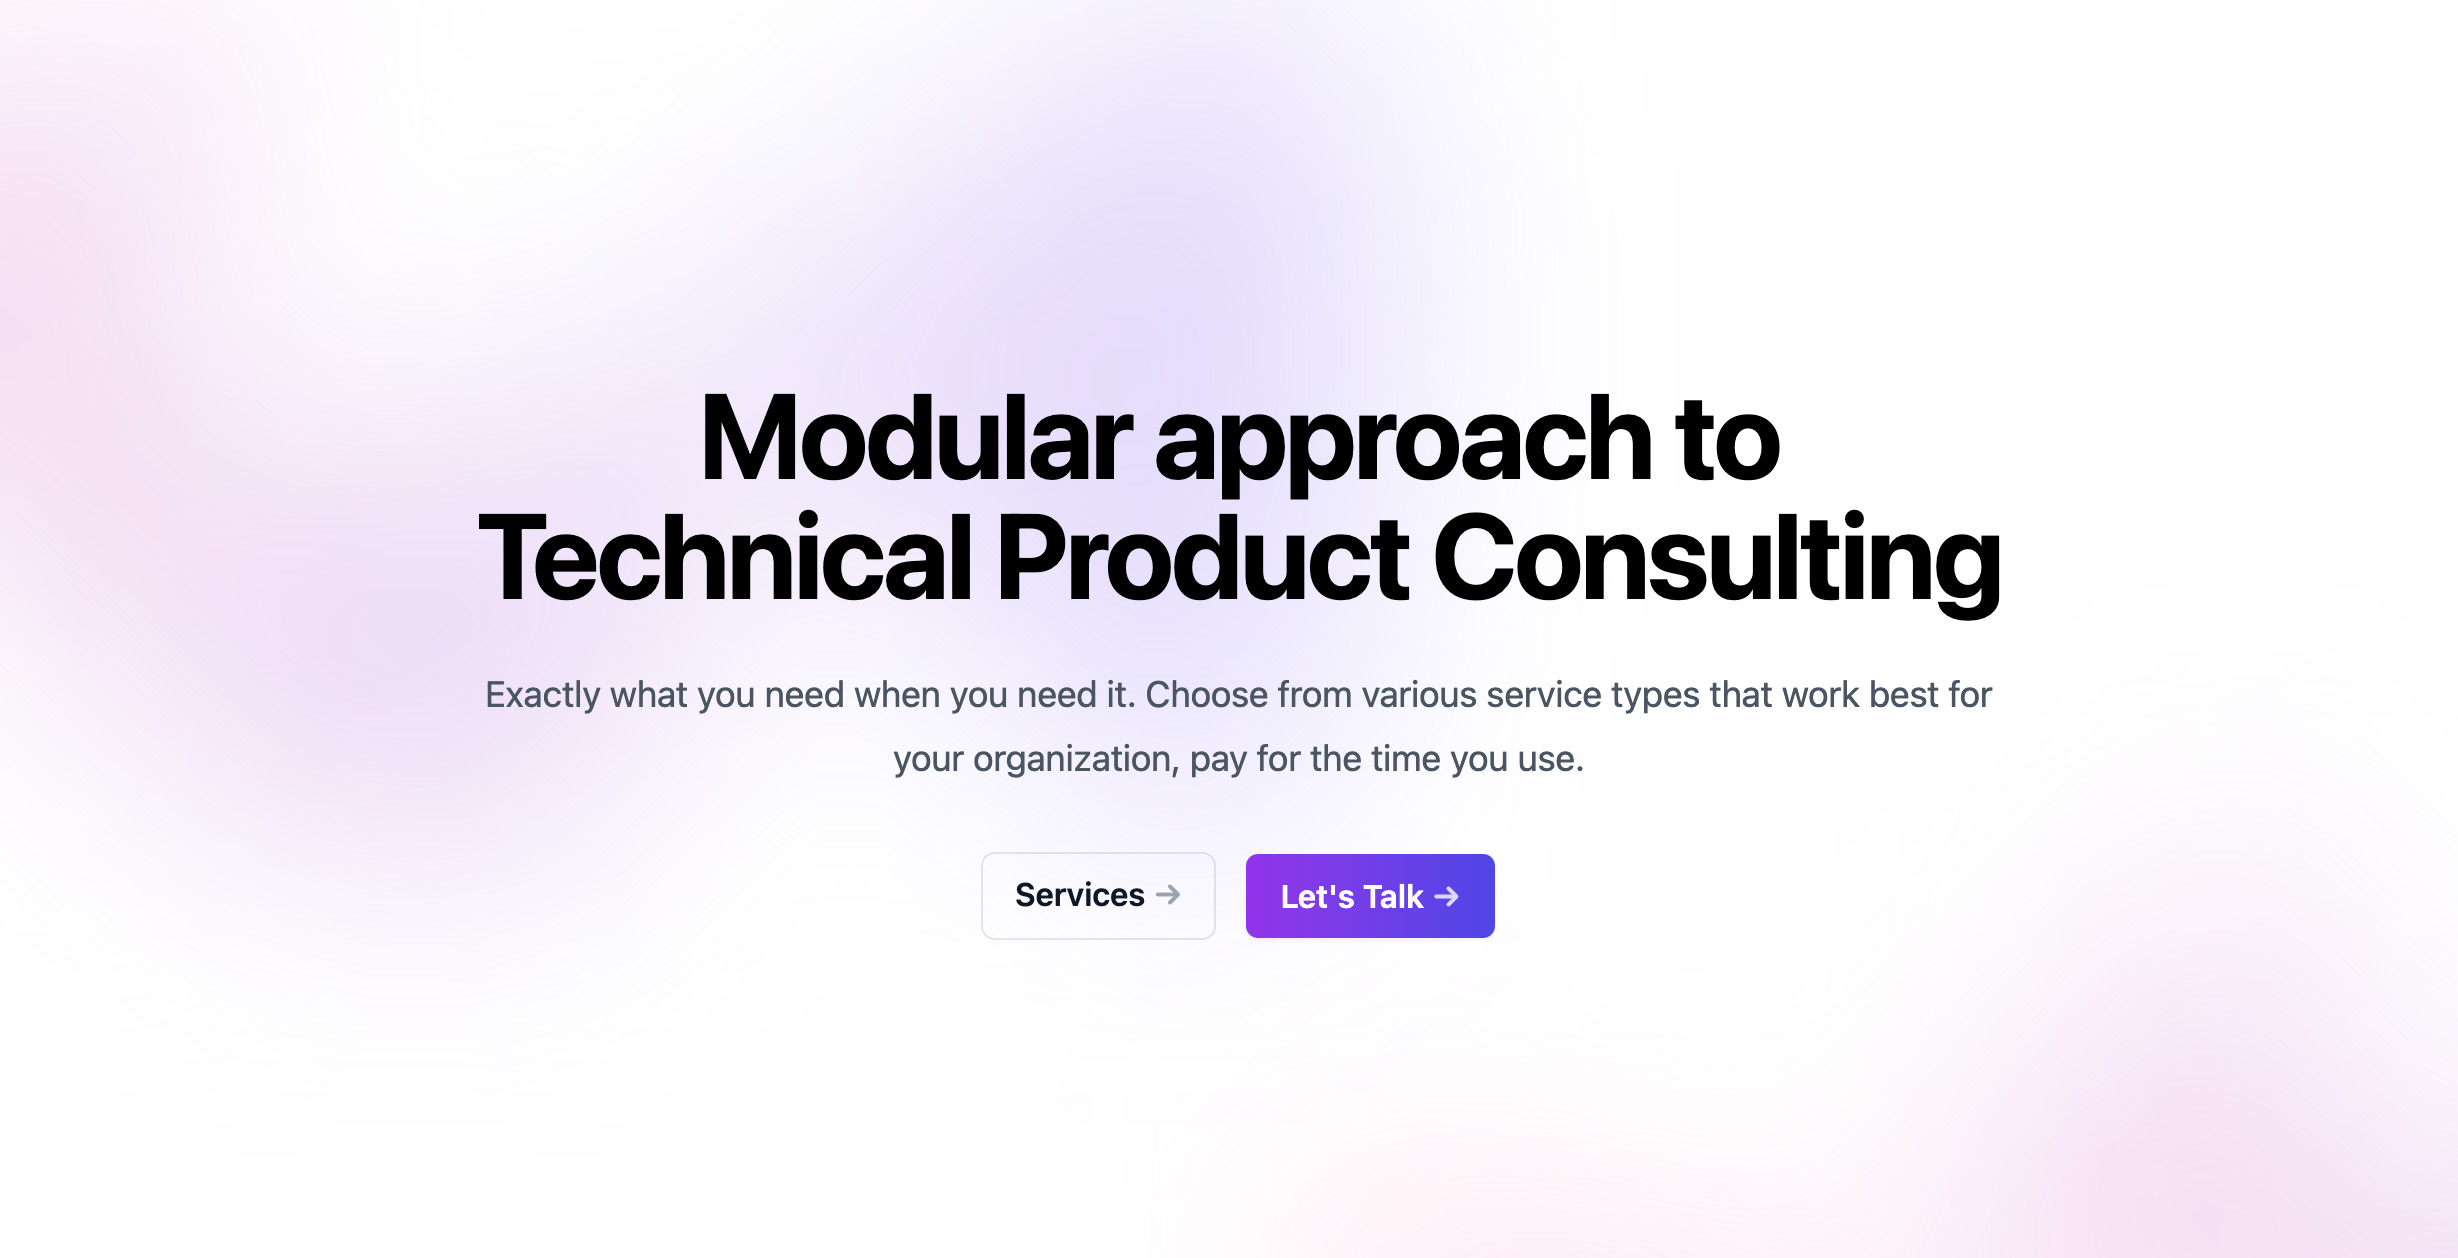 Modular approach to
Technical Product Consulting
Exactly what you need when you need it. Choose from various service types that work best for
your organization, pay for the time you use.
Services →
Let's Talk →